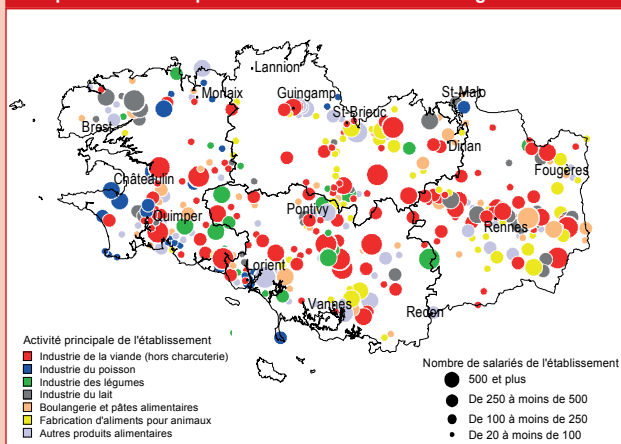 Lannion
Morlaix
Guingamp
St-Malo
St-Brieuc
Brest
Dinan
Fougères
Châteaulin
Quimper
Pontivy
Rennes
Lorient
Vannes
Redon
Activité principale de l'établissement
Industrie de la viande (hors charcuterie)
Industrie du poisson
Industrie des légumes
Industrie du lait
Boulangerie et pâtes alimentaires
Fabrication d'aliments pour animaux
Autres produits alimentaires
Nombre de salariés de l'établissement
500 et plus
De 250 à moins de 500
De 100 à moins de 250
De 20 à moins de 100